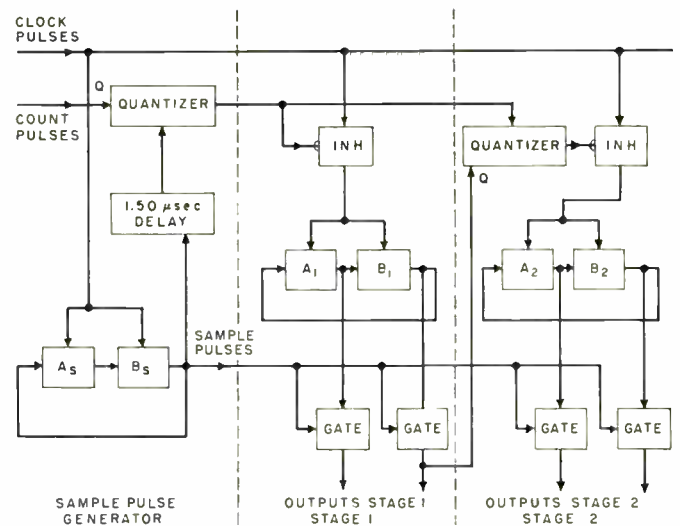 CLOCK
PULSES
Q
QUANTIZER
COUNT
PULSES
INH
QUANTIZER
INH
Q
1.50 μsec
DELAY
A1
B1
A2
B2
SAMPLE
PULSES
AS
BS
GATE
GATE
GATE
GATE
SAMPLE PULSE
GENERATOR
OUTPUTS STAGE 1
STAGE 1
OUTPUTS STAGE 2
STAGE 2